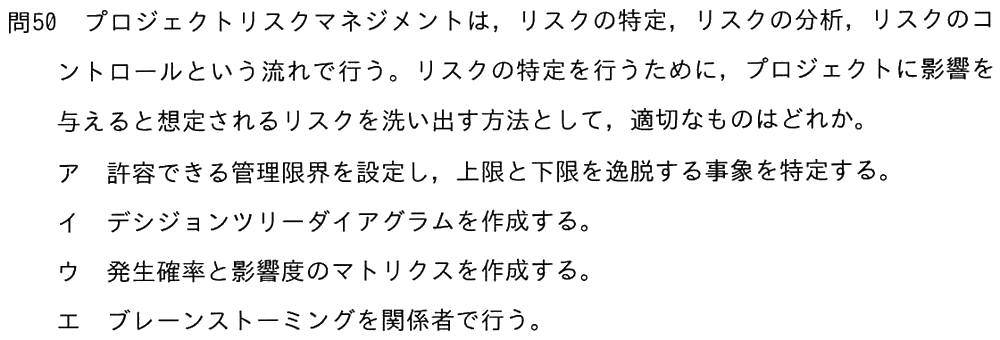 問50 プロジェクトリスクマネジメントは，リスクの特定，リスクの分析，リスクのコ
ントロールという流れで行う。リスクの特定を行うために，プロジェクトに影響を
与えると想定されるリスクを洗い出す方法として，適切なものはどれか。
ア 許容できる管理限界を設定し，上限と下限を逸脱する事象を特定する。
イ デシジョンツリーダイアグラムを作成する。
ウ 発生確率と影響度のマトリクスを作成する。
エ ブレーンストーミングを関係者で行う。